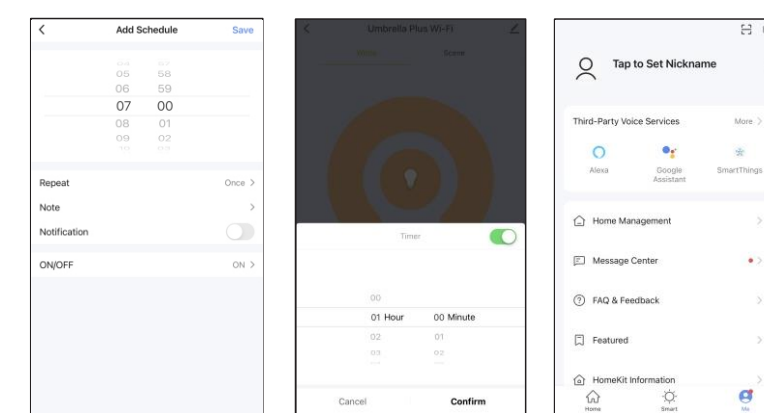 Add Schedule
Save
05 58
06 59
07 00
08 01
09 02
Repeat
Once
Note
Notification
ON/OFF
ON
Umbrella Plus Wi-Fi
White
Scene
Timer
00
01 Hour 00 Minute
02 01
03 02
Cancel
Confirm
Tap to Set Nickname
Third-Party Voice Services
More
Alexa
Google
Assistant
SmartThings
Home Management
Message Center
FAQ & Feedback
Featured
HomeKit Information
Home
Smart
Me